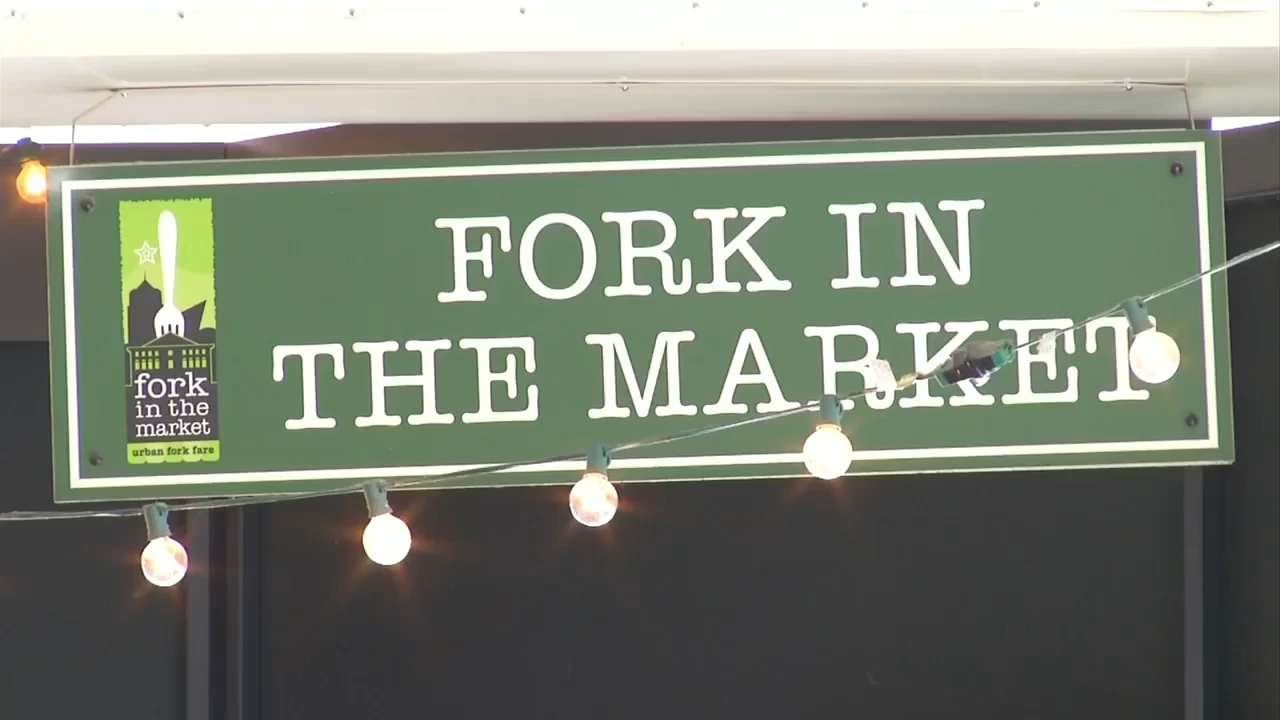 FORK IN
THE MARKET
fork
in the
market
urban fork fare